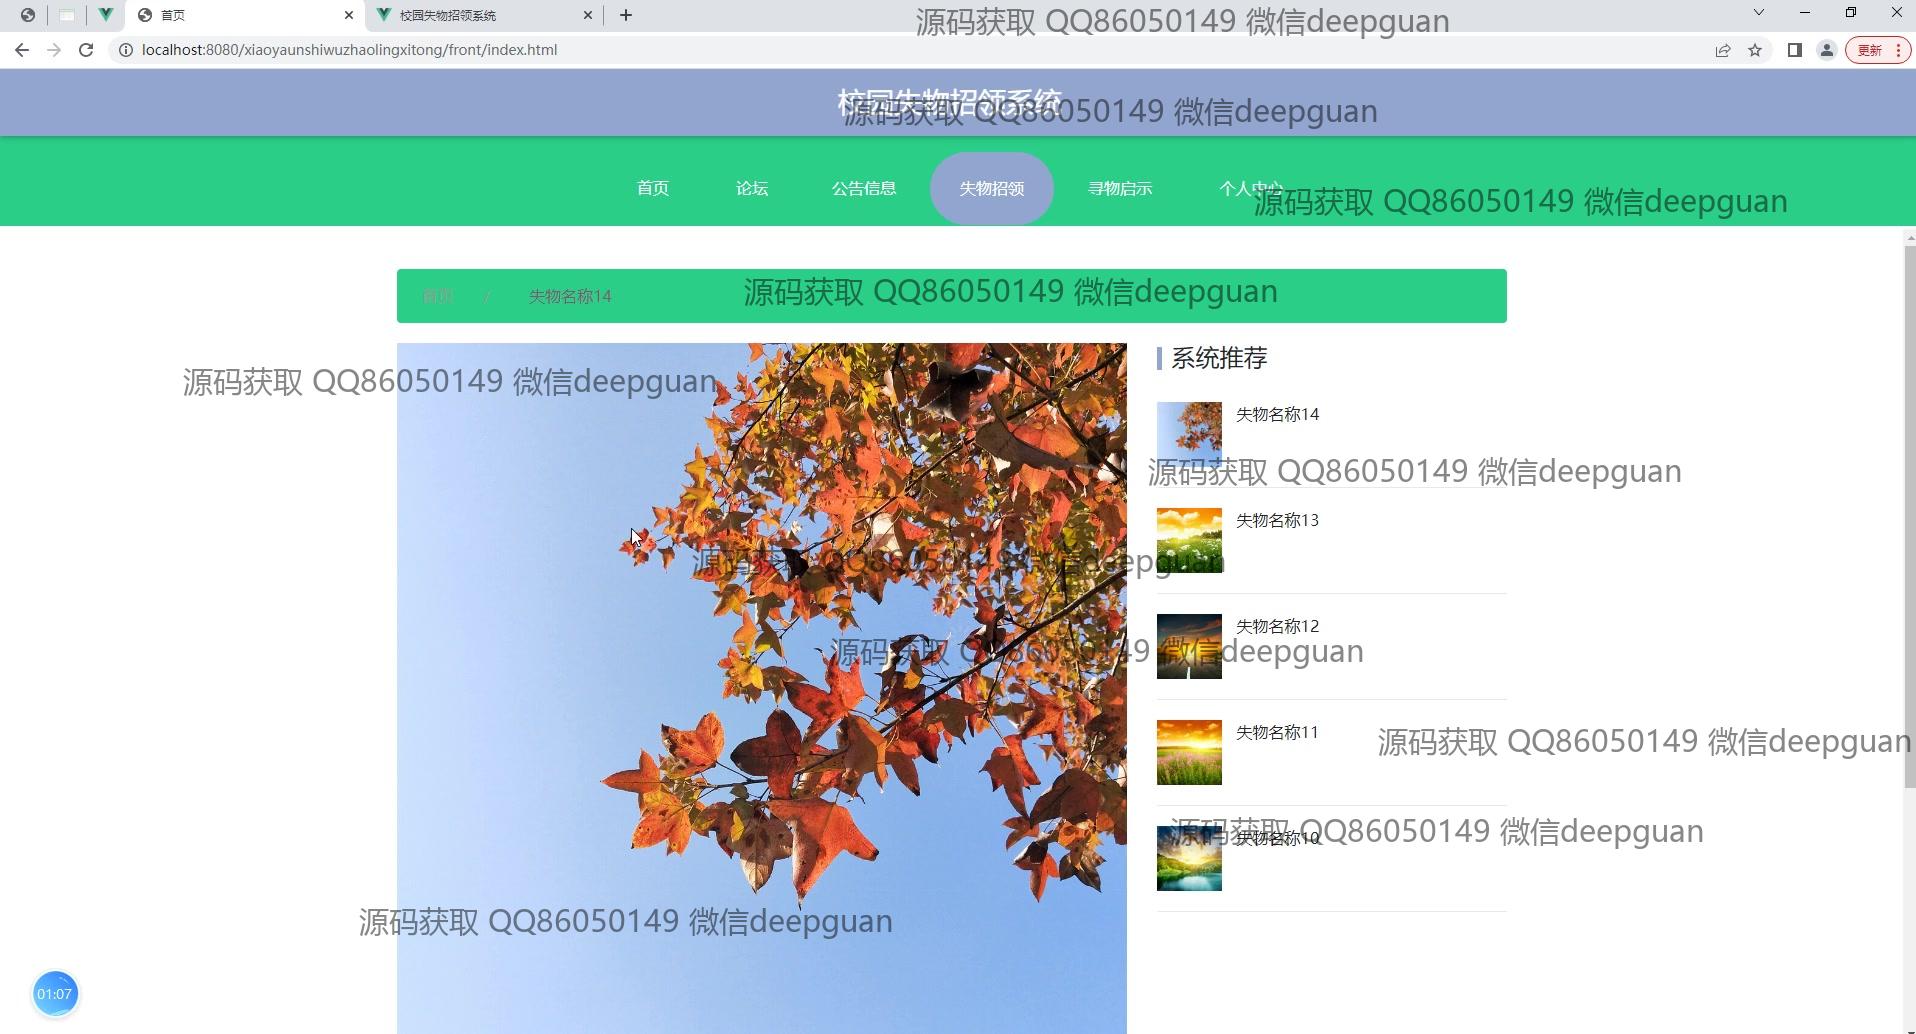 首页
校园失物招领系统
源码获取 QQ86050149 微信deepguan
localhost:8080/xiaoyaunshiwuzhaolingxitong/front/index.html
更新
校园失物招领系统
源码获取 QQ86050149 微信deepguan
首页
论坛
公告信息
失物招领
寻物启示
个人中心
源码获取 QQ86050149 微信deepguan
首页 / 失物名称14
源码获取 QQ86050149 微信deepguan
系统推荐
源码获取 QQ86050149 微信deepguan
失物名称14
源码获取 QQ86050149 微信deepguan
失物名称13
源码获取 QQ86050149 微信deepguan
失物名称12
源码获取 QQ86050149 微信deepguan
失物名称11
源码获取 QQ86050149 微信deepguan
失物名称10
源码获取 QQ86050149 微信deepguan
源码获取 QQ86050149 微信deepguan
01:07